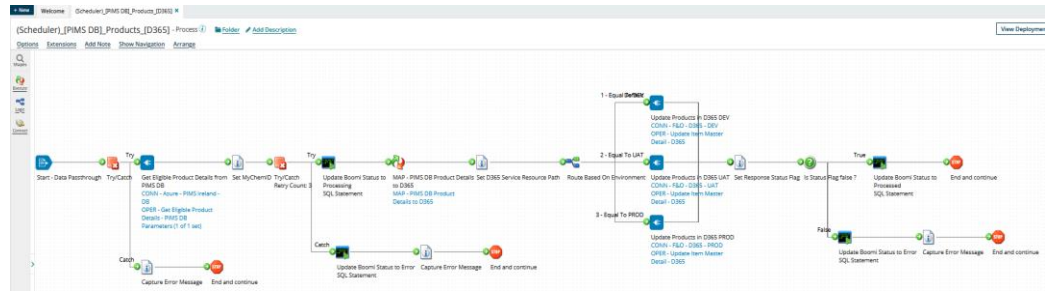 + New Welcome (Scheduler)_[PIMS DB]_Products_[D365] ×
(Scheduler)_[PIMS DB]_Products_[D365] - Process Folder Add Description
View Deployments
Options Extensions Add Note Show Navigation Arrange
Execute
Logic
Connect
1 - Equal To DEV
Update Products in D365 DEV
CONN - F&O - D365 - DEV
OPER - Update Item Master
Detail - D365
Try
Try
2 - Equal To UAT
True
Start - Data Passthrough
Try/Catch
Get Eligible Product Details from
PIMS DB
CONN - Azure - PIMS Ireland -
DB
OPER - Get Eligible Product
Details - PIMS DB
Parameters (1 of 1 set)
Set MyChemID
Try/Catch
Retry Count: 3
Update Boomi Status to
Processing
SQL Statement
MAP - PIMS DB Product Details
to D365
MAP - PIMS DB Product
Details to D365
Set D365 Service Resource Path
Route Based On Environment
Update Products in D365 UAT
CONN - F&O - D365 - UAT
OPER - Update Item Master
Detail - D365
Set Response Status Flag
Is Status Flag false ?
Update Boomi Status to
Processed
SQL Statement
End and continue
3 - Equal To PROD
Update Products in D365 PROD
CONN - F&O - D365 - PROD
OPER - Update Item Master
Detail - D365
False
Update Boomi Status to Error
SQL Statement
Capture Error Message
End and continue
Catch
Update Boomi Status to Error
SQL Statement
Capture Error Message
End and continue
Catch
Capture Error Message
End and continue